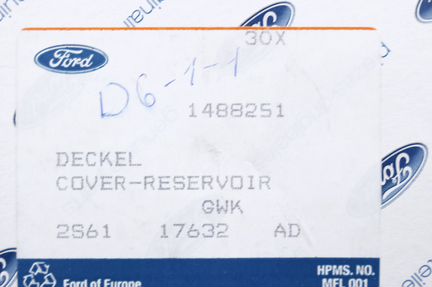 30X
Ford
D6-1-1
1488251
DECKEL
COVER-RESERVOIR
GWK
2S61 17632 AD
HPMS. NO.
Ford of Europe MEL 001
Ford